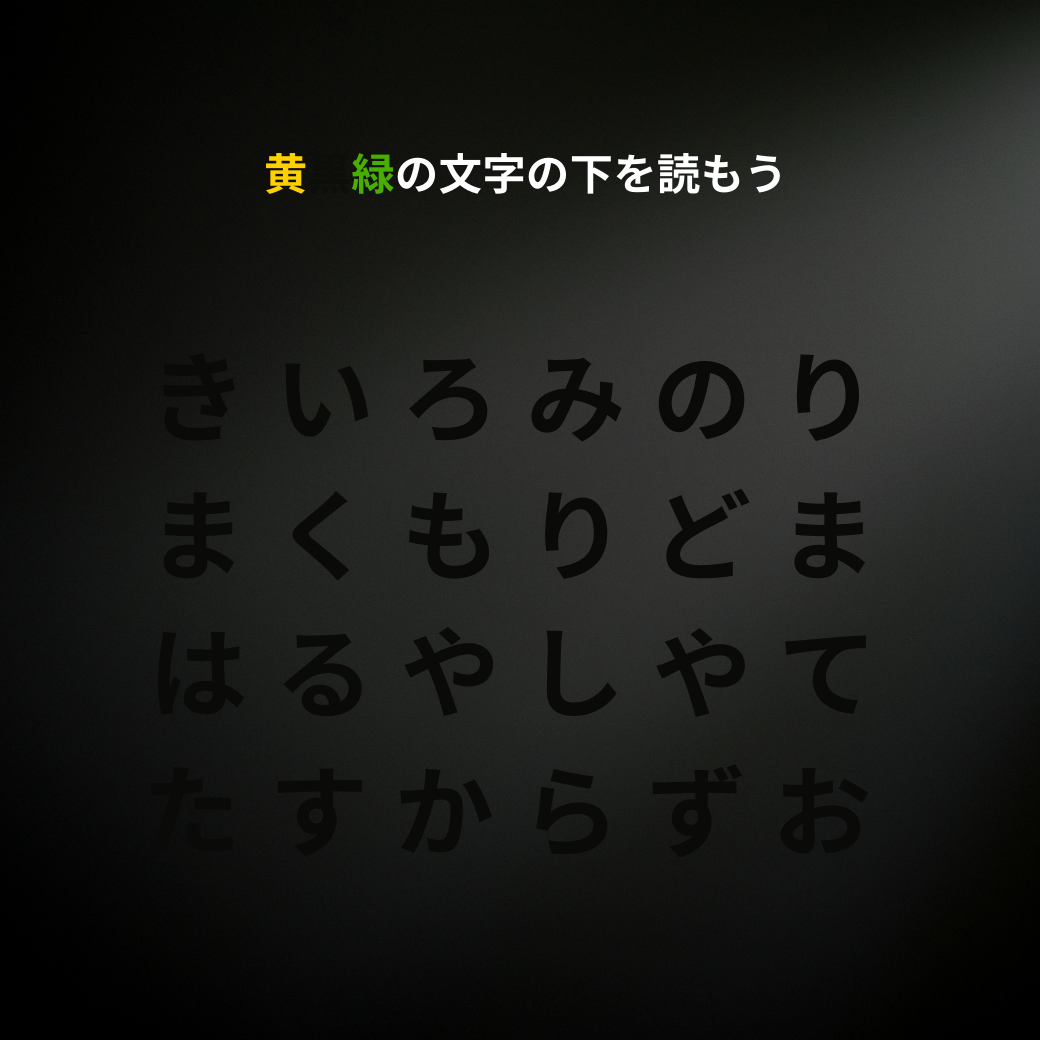 黄黒緑の文字の下を読もう
きいろみのり
まくもりどま
はるやしやて
たすからずお